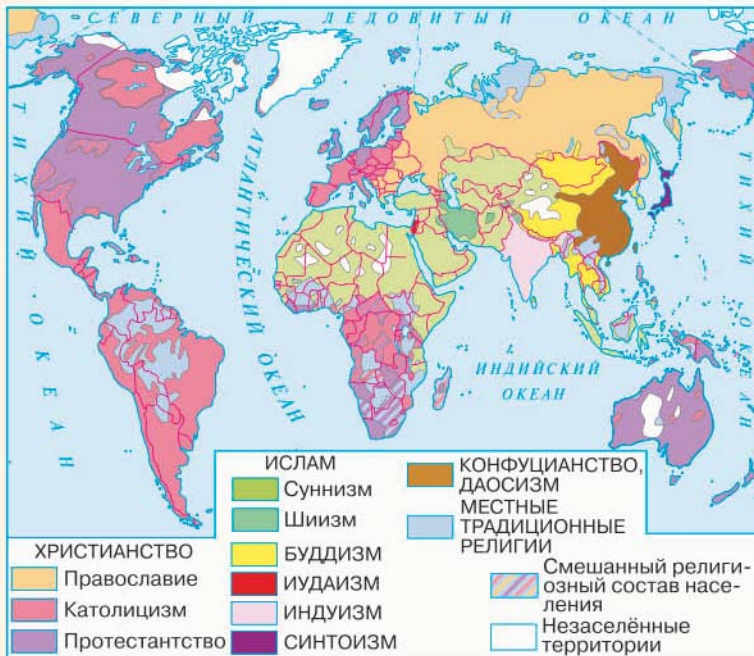 СЕВЕРНЫЙ ЛЕДОВИТЫЙ ОКЕАН
ТИХИЙ ОКЕАН
АТЛАНТИЧЕСКИЙ ОКЕАН
ИНДИЙСКИЙ
ОКЕАН
ТИХИЙ ОКЕАН
ХРИСТИАНСТВО
Православие
Католицизм
Протестантство
ИСЛАМ
Суннизм
Шиизм
БУДДИЗМ
ИУДАИЗМ
ИНДУИЗМ
СИНТОИЗМ
КОНФУЦИАНСТВО,
ДАОСИЗМ
МЕСТНЫЕ
ТРАДИЦИОННЫЕ
РЕЛИГИИ
Смешанный религи-
озный состав насе-
ления
Незаселённые
территории